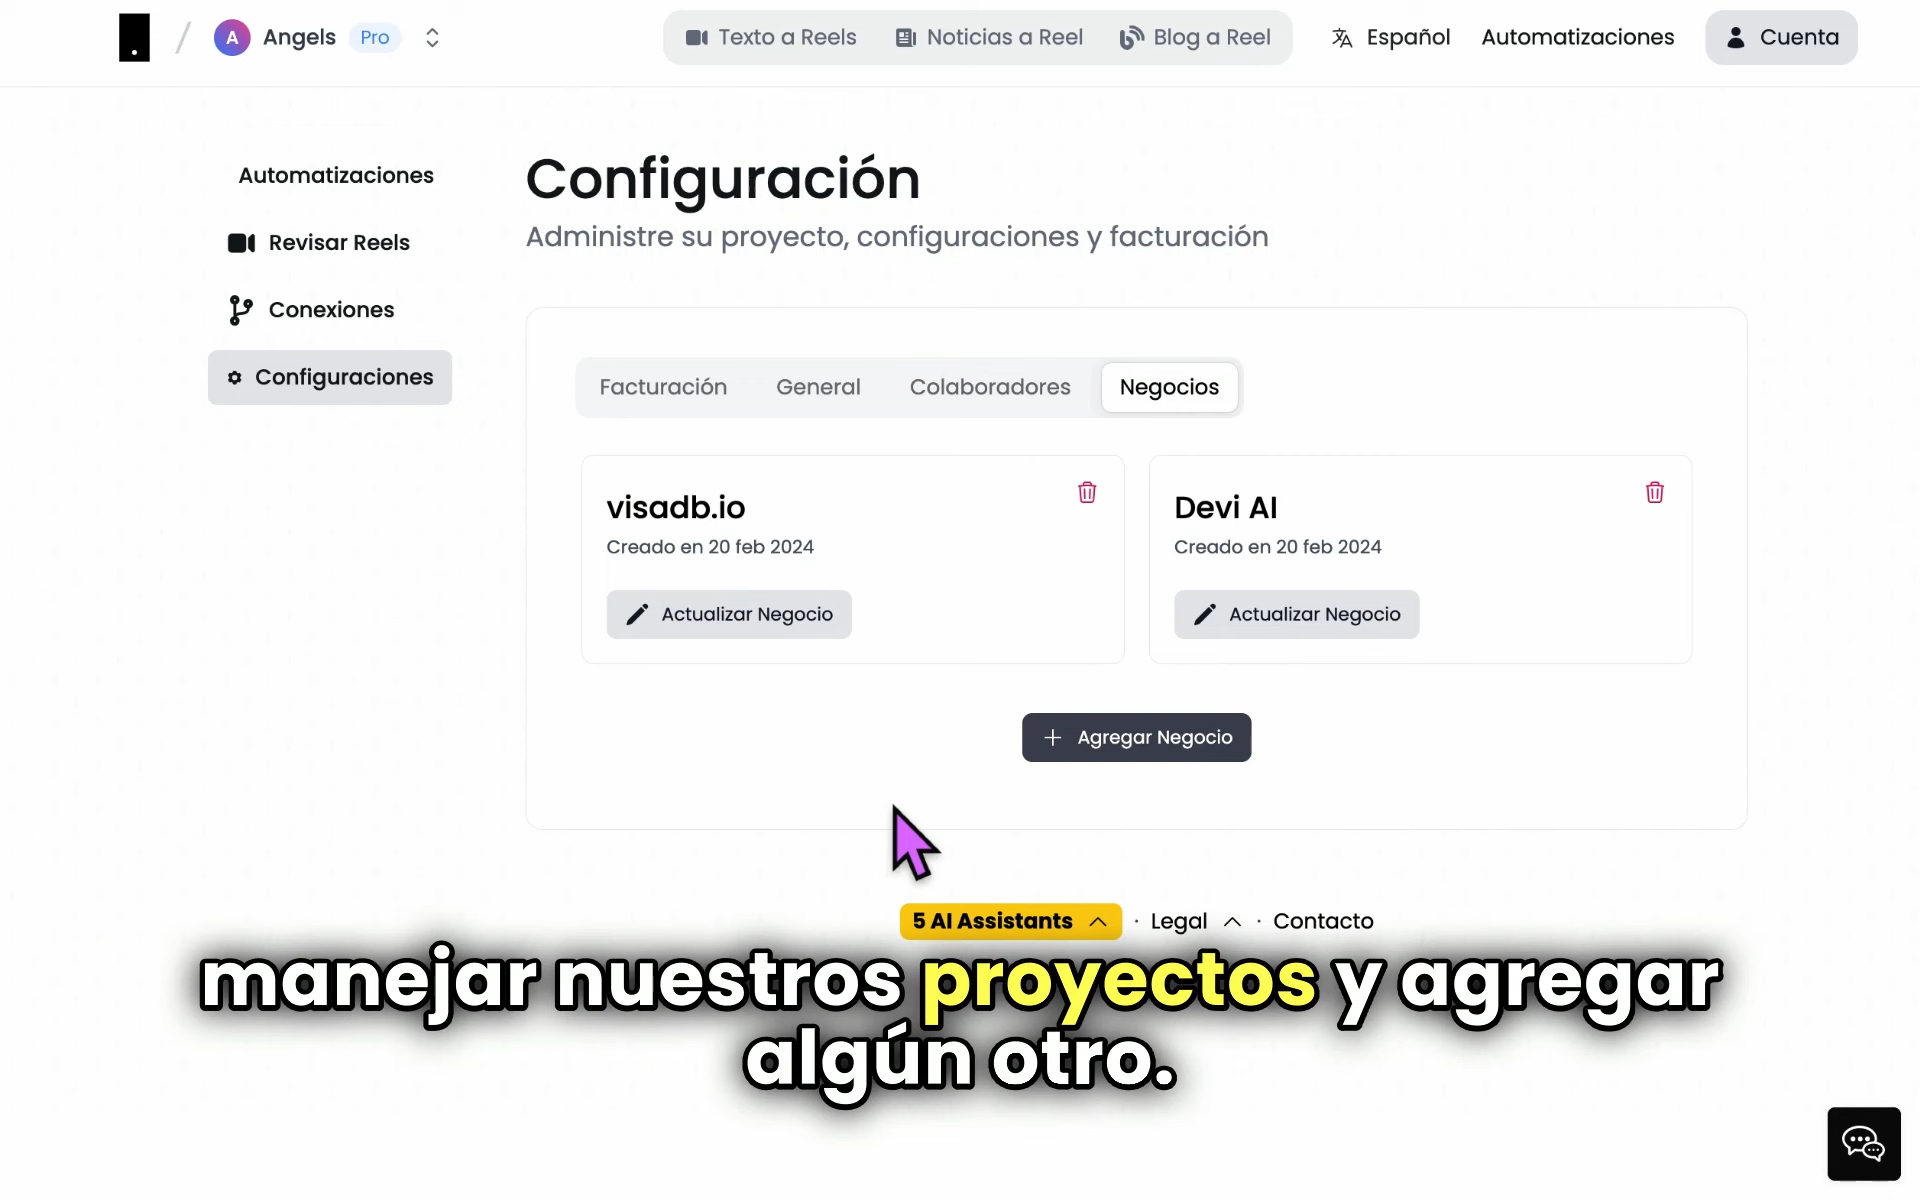 A Angels Pro
Texto a Reels
Noticias a Reel
Blog a Reel
Español
Automatizaciones
Cuenta
Automatizaciones
Revisar Reels
Conexiones
Configuraciones
Configuración
Administre su proyecto, configuraciones y facturación
Facturación
General
Colaboradores
Negocios
visadb.io
Creado en 20 feb 2024
Actualizar Negocio
Devi AI
Creado en 20 feb 2024
Actualizar Negocio
Agregar Negocio
5 AI Assistants · Legal · Contacto
manejar nuestros proyectos y agregar
algún otro.